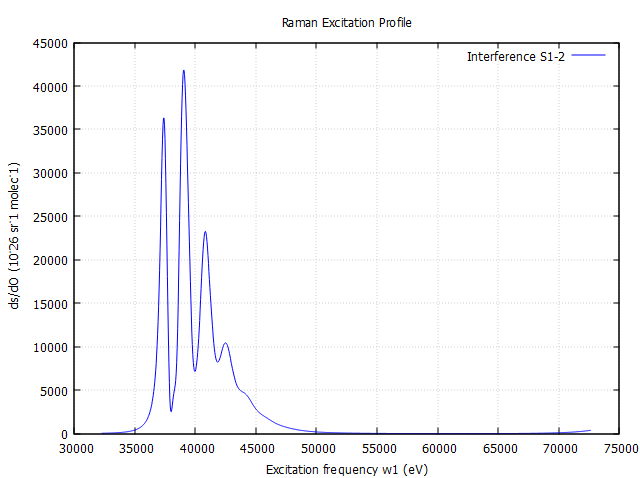 Raman Excitation Profile
Interference S1-2
ds/dO (10^-26 sr^-1 molec^-1)
45000
40000
35000
30000
25000
20000
15000
10000
5000
0
30000 35000 40000 45000 50000 55000 60000 65000 70000 75000
Excitation frequency w1 (eV)